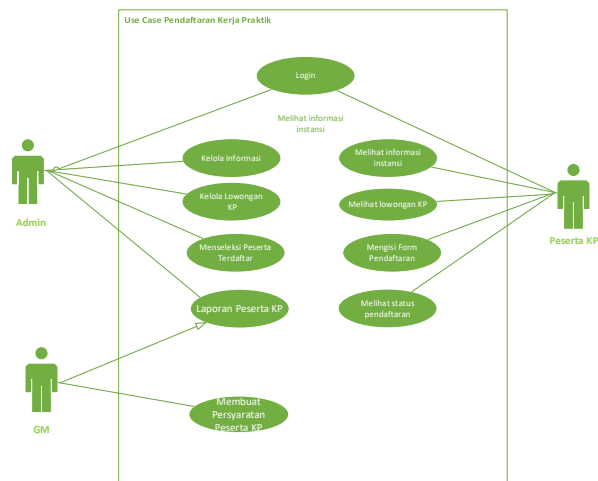 Use Case Pendaftaran Kerja Praktik
Login
Melihat informasi
instansi
Kelola Informasi
Melihat informasi
instansi
Kelola Lowongan
KP
Melihat lowongan KP
Admin
Peserta KP
Menseleksi Peserta
Terdaftar
Mengisi Form
Pendaftaran
Laporan Peserta KP
Melihat status
pendaftaran
GM
Membuat
Persyaratan
Peserta KP